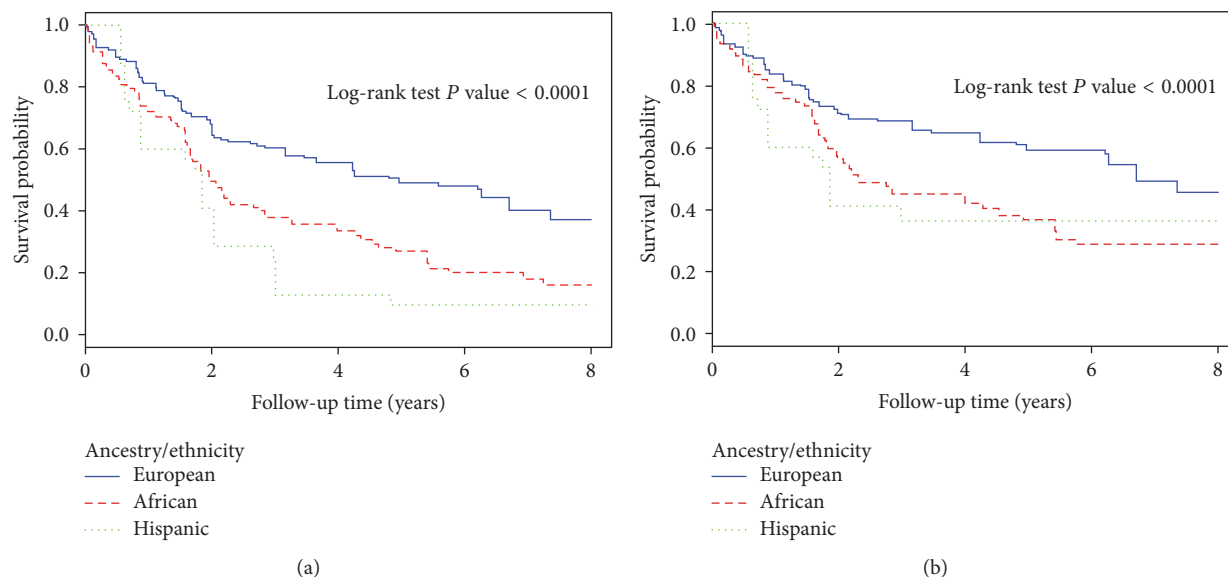 1.0
0.8
0.6
0.4
0.2
0.0
Survival probability
Log-rank test P value < 0.0001
0 2 4 6 8
Follow-up time (years)
Ancestry/ethnicity
European
African
Hispanic
(a)
1.0
0.8
0.6
0.4
0.2
0.0
Survival probability
Log-rank test P value < 0.0001
0 2 4 6 8
Follow-up time (years)
Ancestry/ethnicity
European
African
Hispanic
(b)